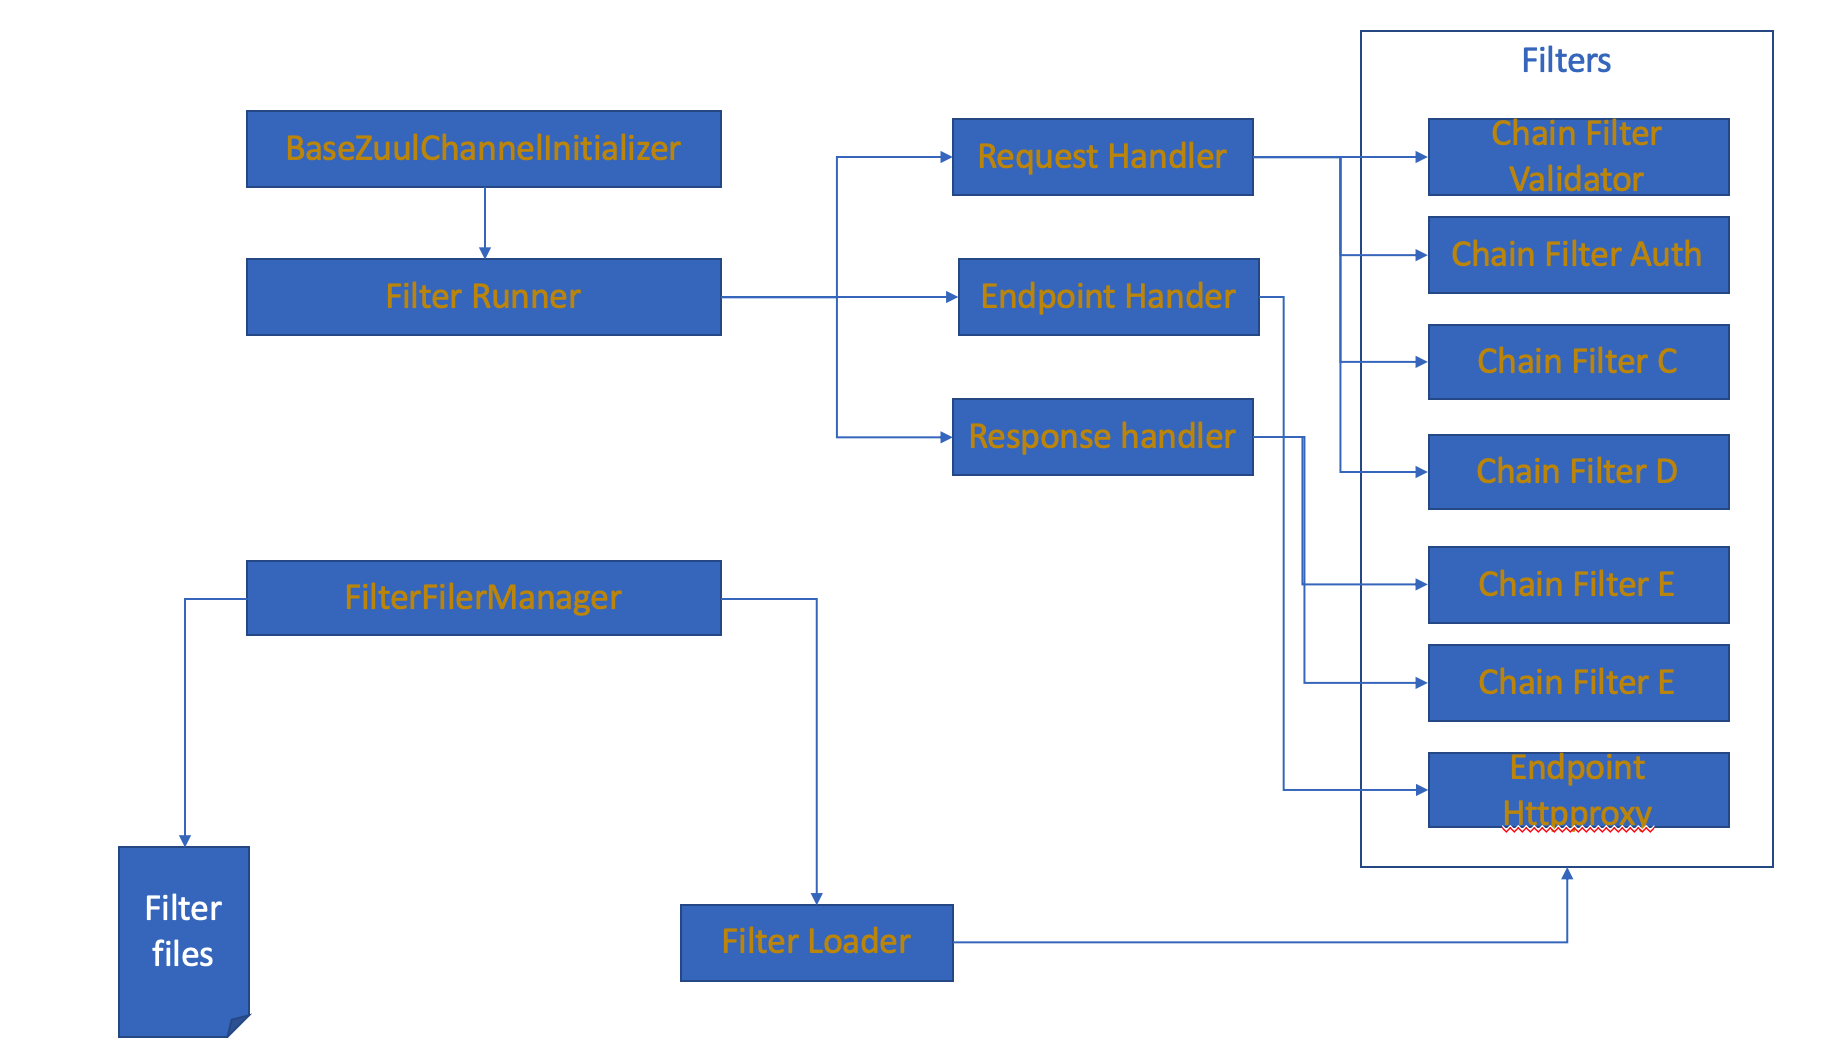 Filters
BaseZuulChannelInitializer
Request Handler
Chain Filter
Validator
Chain Filter Auth
Filter Runner
Endpoint Hander
Chain Filter C
Response handler
Chain Filter D
FilterFilerManager
Chain Filter E
Chain Filter E
Endpoint
Httpproxy
Filter
files
Filter Loader